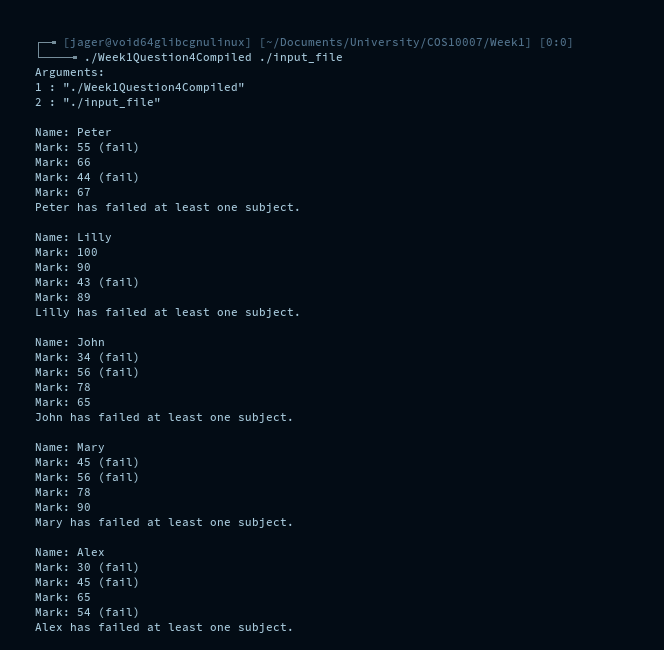 [jager@void64glibcgnulinux] [~/Documents/University/COS10007/Week1] [0:0]
./Week1Question4Compiled ./input_file
Arguments:
1 : "./Week1Question4Compiled"
2 : "./input_file"
Name: Peter
Mark: 55 (fail)
Mark: 66
Mark: 44 (fail)
Mark: 67
Peter has failed at least one subject.
Name: Lilly
Mark: 100
Mark: 90
Mark: 43 (fail)
Mark: 89
Lilly has failed at least one subject.
Name: John
Mark: 34 (fail)
Mark: 56 (fail)
Mark: 78
Mark: 65
John has failed at least one subject.
Name: Mary
Mark: 45 (fail)
Mark: 56 (fail)
Mark: 78
Mark: 90
Mary has failed at least one subject.
Name: Alex
Mark: 30 (fail)
Mark: 45 (fail)
Mark: 65
Mark: 54 (fail)
Alex has failed at least one subject.